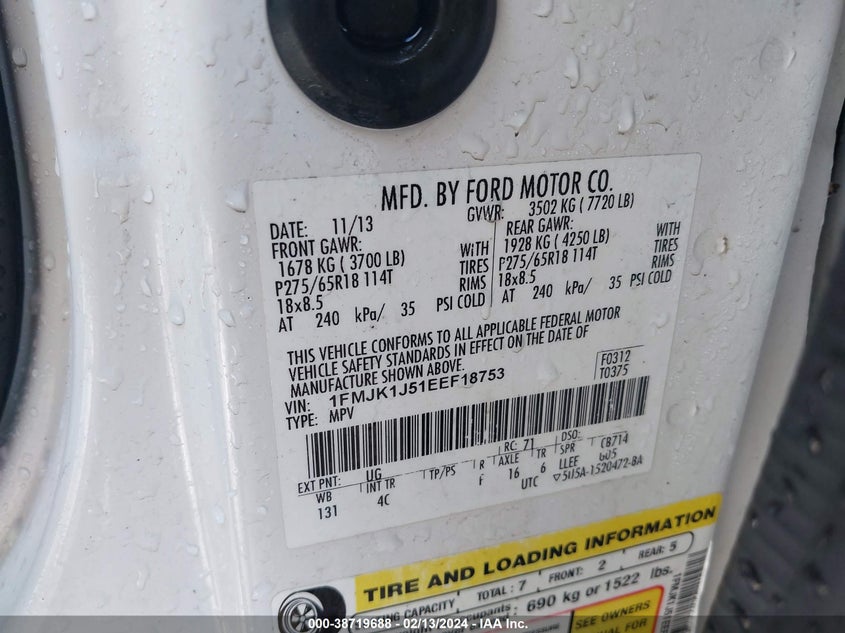 MFD. BY FORD MOTOR CO.
DATE: 11/13 GVWR: 3502 KG (7720 LB)
FRONT GAWR: REAR GAWR:
1678 KG (3700 LB) WITH 1928 KG (4250 LB) WITH
P275/65R18 114T TIRES P275/65R18 114T TIRES
18x8.5 RIMS 18x8.5 RIMS
AT 240 kPa/ 35 PSI COLD AT 240 kPa/ 35 PSI COLD
THIS VEHICLE CONFORMS TO ALL APPLICABLE FEDERAL MOTOR
VEHICLE SAFETY STANDARDS IN EFFECT ON THE DATE OF
MANUFACTURE SHOWN ABOVE.
F0312
T0375
VIN: 1FMJK1J51EEF18753
TYPE: MPV
EXT PNT: UG RC: 71 DSO: CB714
WB INT TR TP/PS R AXLE TR SPR
131 4C F 16 6 LLEE
UTC ▽5U5A-1520472-BA
TIRE AND LOADING INFORMATION
CAPACITY TOTAL: 7 FRONT: 2 REAR: 5
690 kg or 1522 lbs.
SEE OWNERS
000-38719688 - 02/13/2024 - IAA Inc.